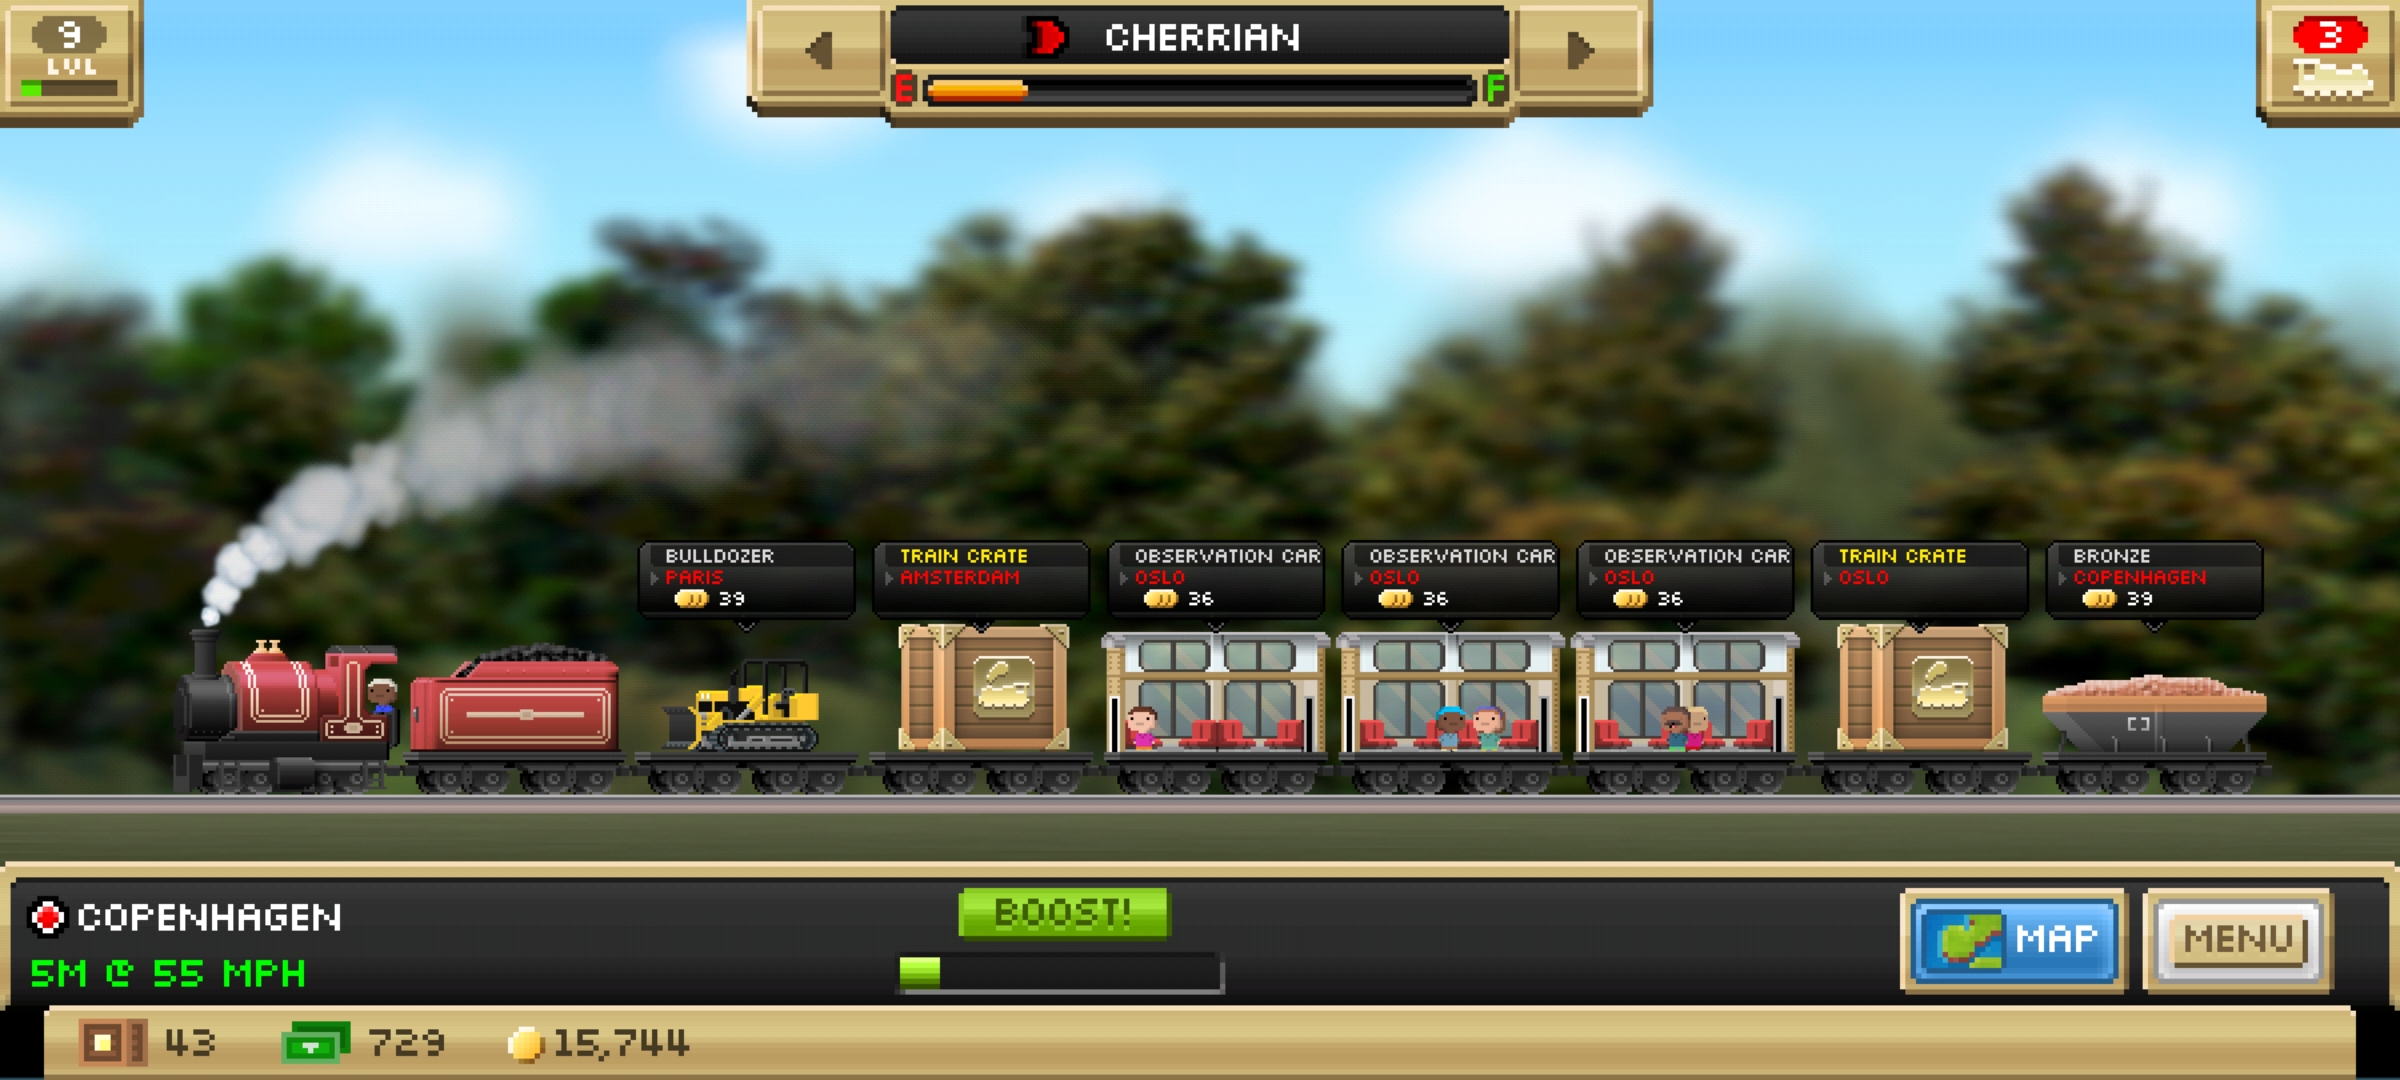 9
LVL
CHERRIAN
E
F
3
BULLDOZER
PARIS
39
TRAIN CRATE
AMSTERDAM
OBSERVATION CAR
OSLO
36
OBSERVATION CAR
OSLO
36
OBSERVATION CAR
OSLO
36
TRAIN CRATE
OSLO
BRONZE
COPENHAGEN
39
COPENHAGEN
5M @ 55 MPH
BOOST!
MAP
MENU
43
729
15,744